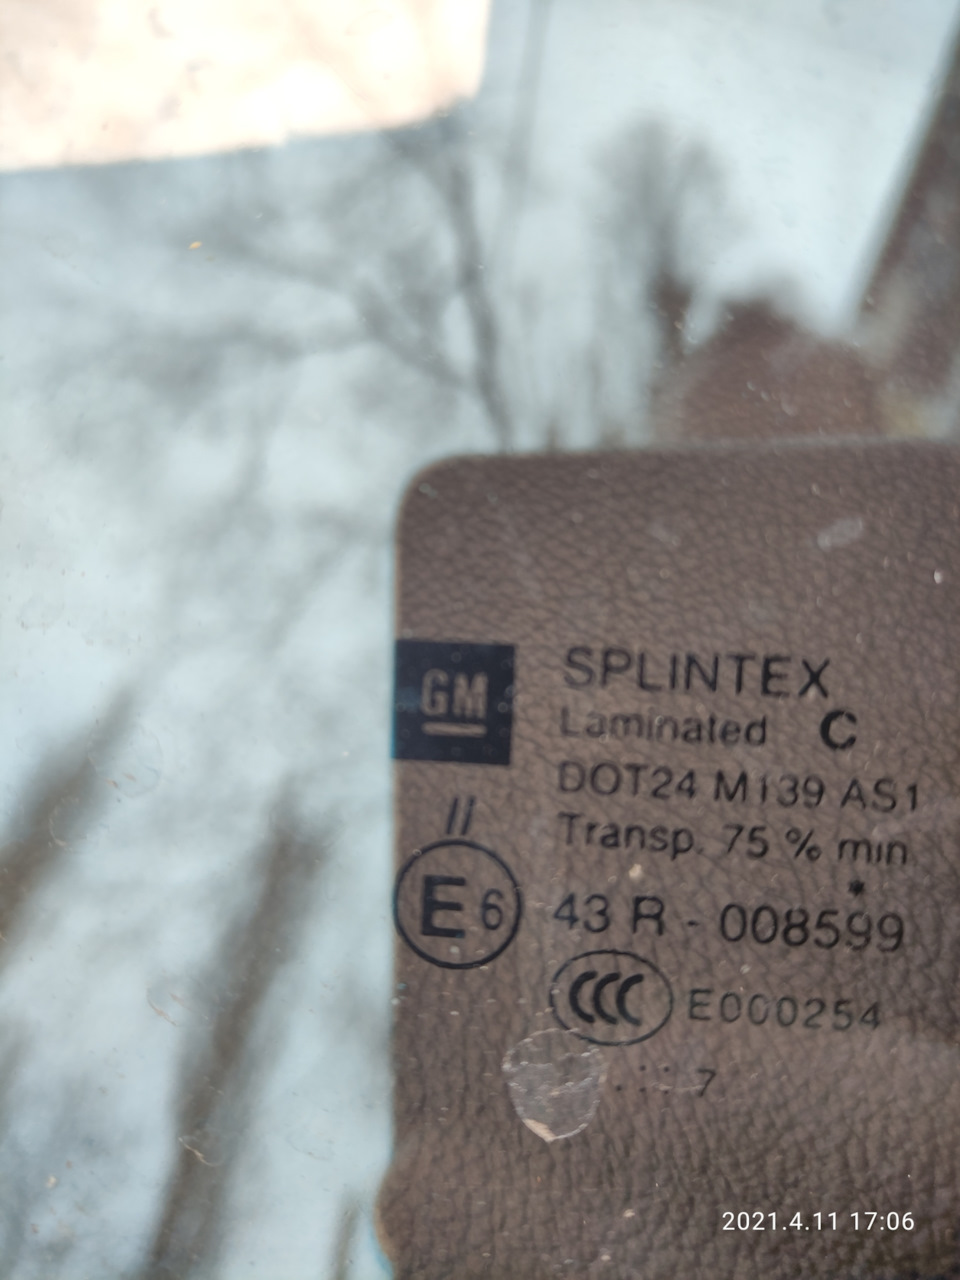 GM
SPLINTEX
Laminated C
DOT24 M139 AS1
Transp. 75 % min
//
*
E6 43 R - 008599
CCC E000254
. : : 7
2021.4.11 17:06